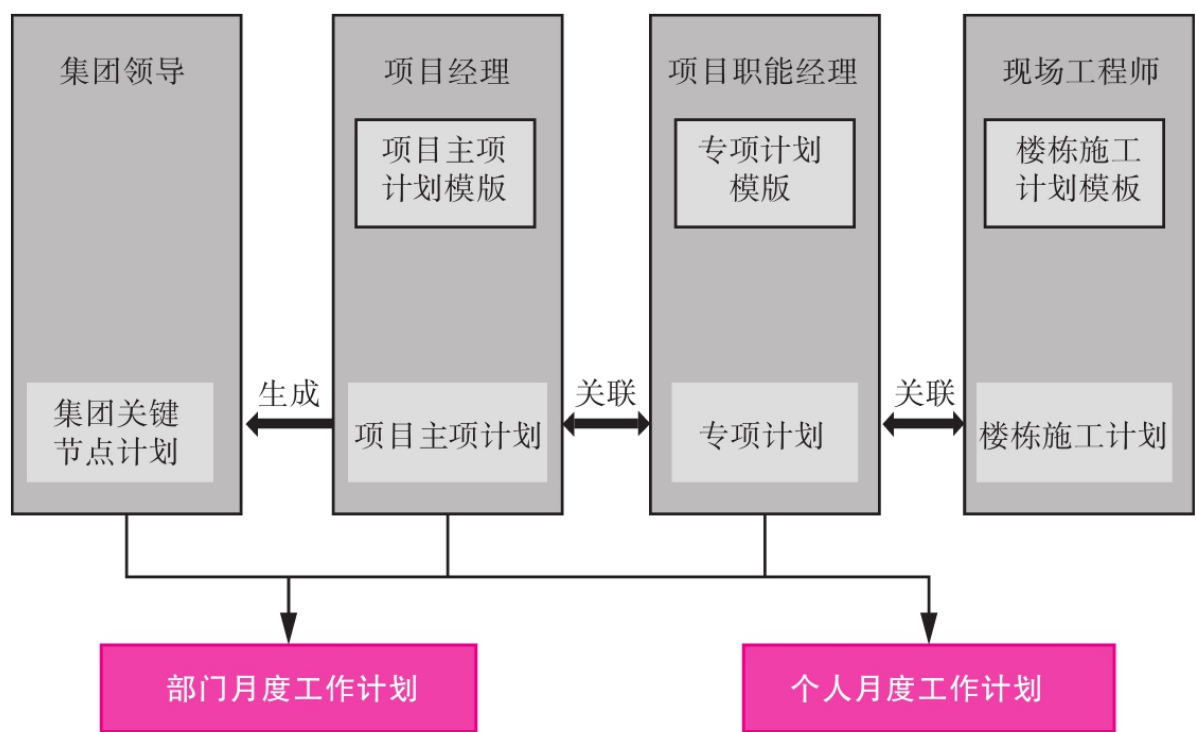 集团领导
项目经理
项目职能经理
现场工程师
项目主项
计划模版
专项计划
模版
楼栋施工
计划模板
生成
关联
关联
集团关键
节点计划
项目主项计划
专项计划
楼栋施工计划
部门月度工作计划
个人月度工作计划